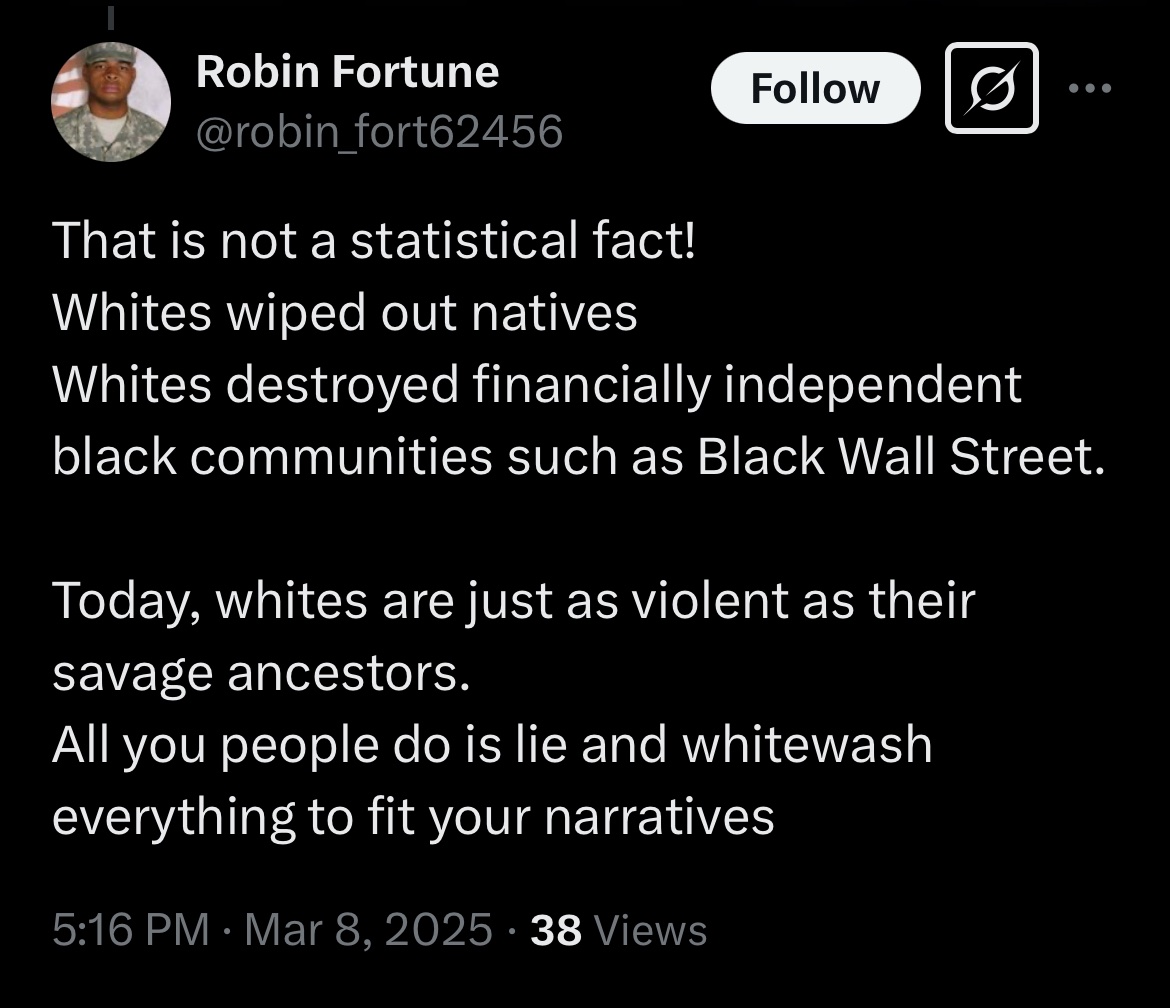 Robin Fortune
Follow
@robin_fort62456
That is not a statistical fact!
Whites wiped out natives
Whites destroyed financially independent
black communities such as Black Wall Street.
Today, whites are just as violent as their
savage ancestors.
All you people do is lie and whitewash
everything to fit your narratives
5:16 PM · Mar 8, 2025 · 38 Views